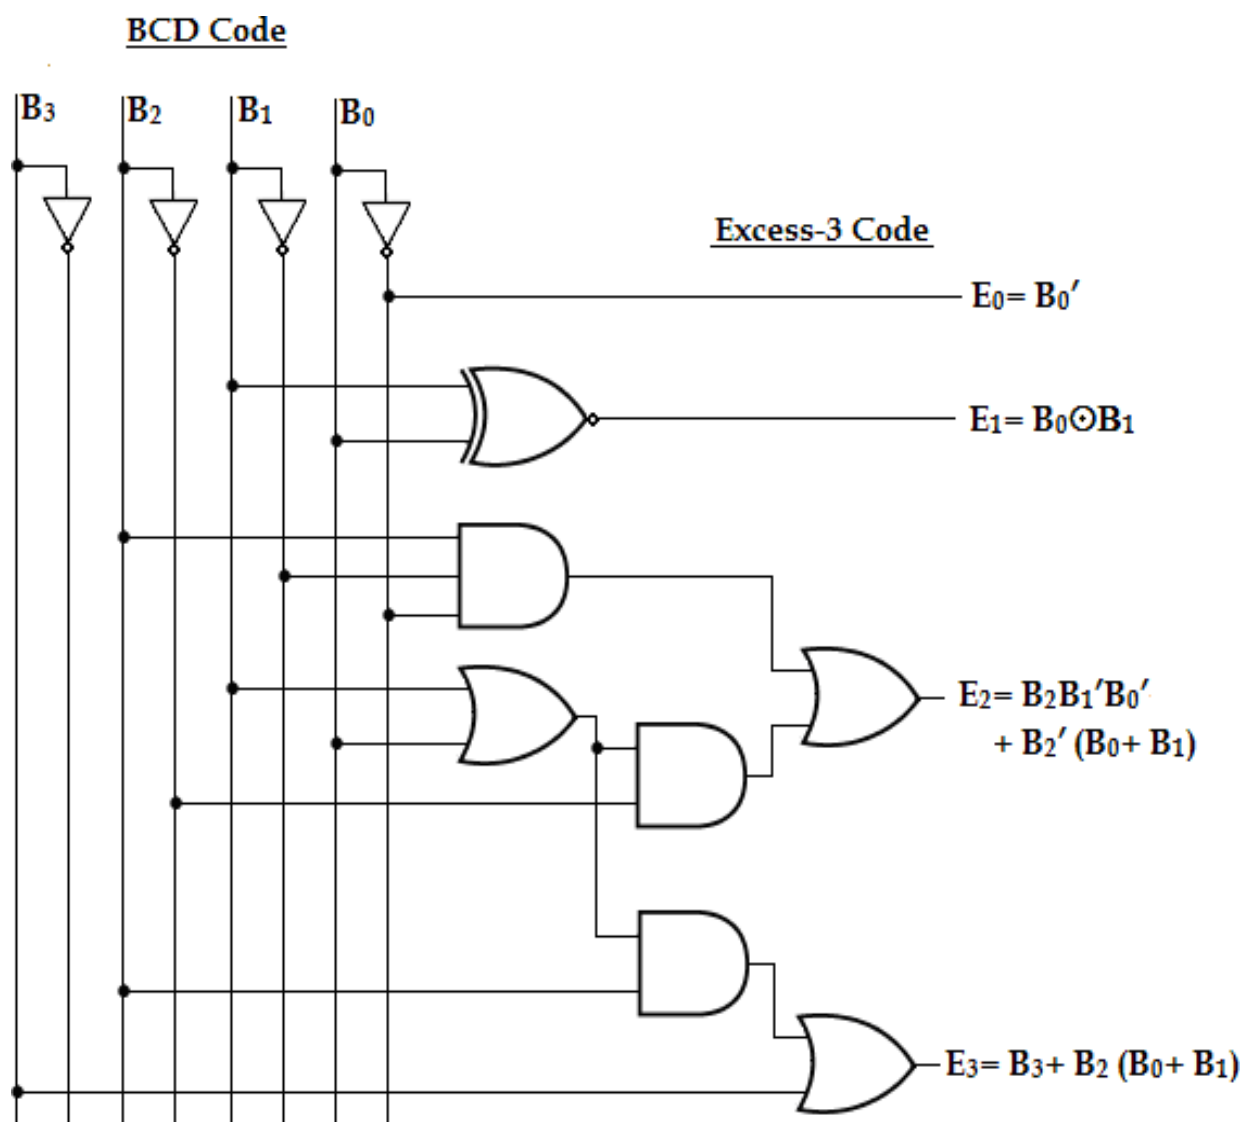 BCD Code
B₃ B₂ B₁ B₀
Excess-3 Code
E₀= B₀′
E₁= B₀⊙B₁
E₂= B₂B₁′B₀′
+ B₂′ (B₀+ B₁)
E₃= B₃+ B₂ (B₀+ B₁)